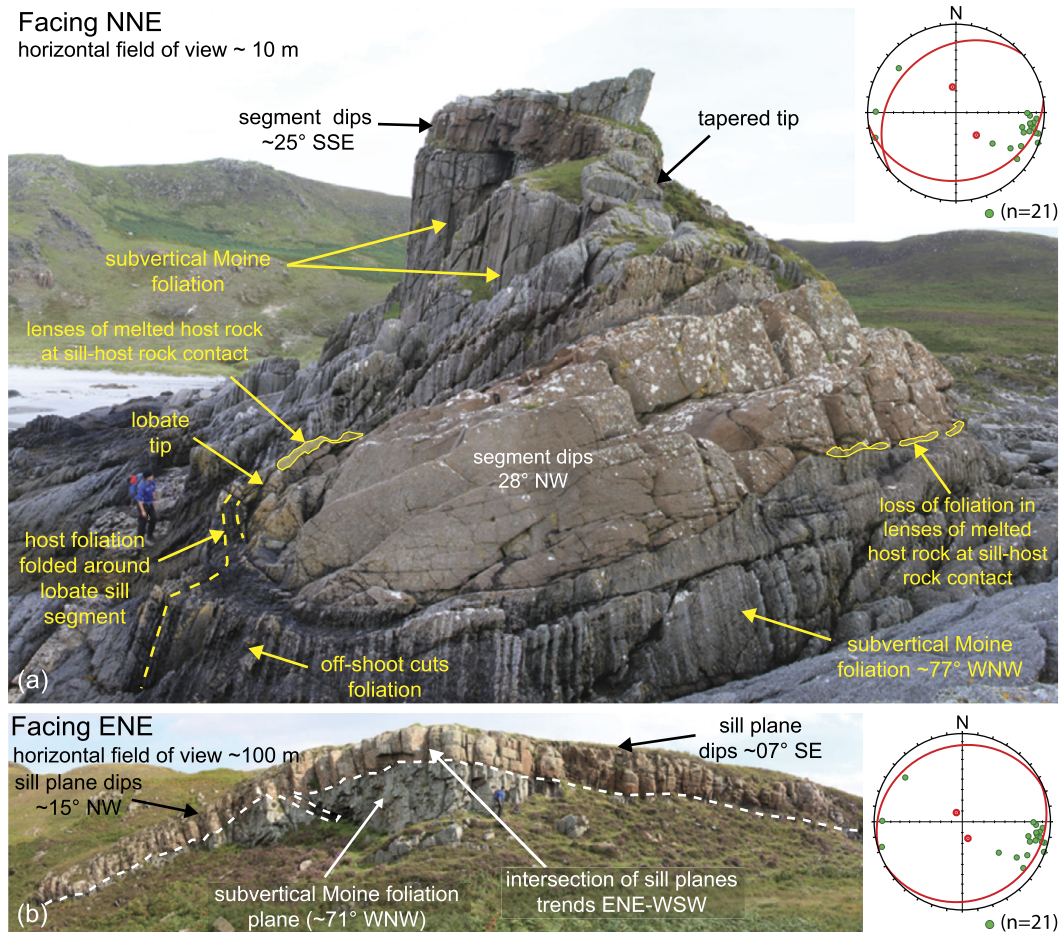 Facing NNE
horizontal field of view ~ 10 m
N
segment dips
~25° SSE
tapered tip
(n=21)
subvertical Moine
foliation
lenses of melted host rock
at sill-host rock contact
lobate
tip
segment dips
28° NW
loss of foliation in
lenses of melted
host rock at sill-host
rock contact
host foliation
folded around
lobate sill
segment
subvertical Moine
foliation ~77° WNW
off-shoot cuts
foliation
(a)
Facing ENE
horizontal field of view ~100 m
N
sill plane
dips ~07° SE
sill plane dips
~15° NW
subvertical Moine foliation
plane (~71° WNW)
intersection of sill planes
trends ENE-WSW
(b)
(n=21)